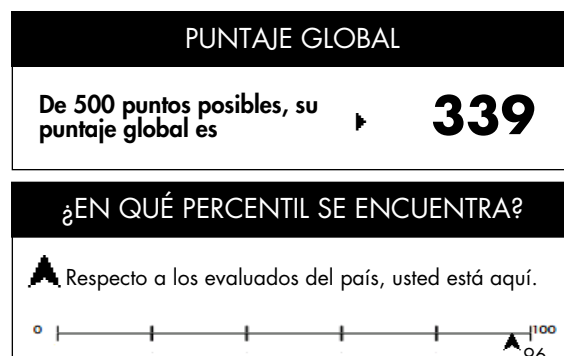 PUNTAJE GLOBAL
De 500 puntos posibles, su
puntaje global es
339
¿EN QUÉ PERCENTIL SE ENCUENTRA?
Respecto a los evaluados del país, usted está aquí.
0 100
96